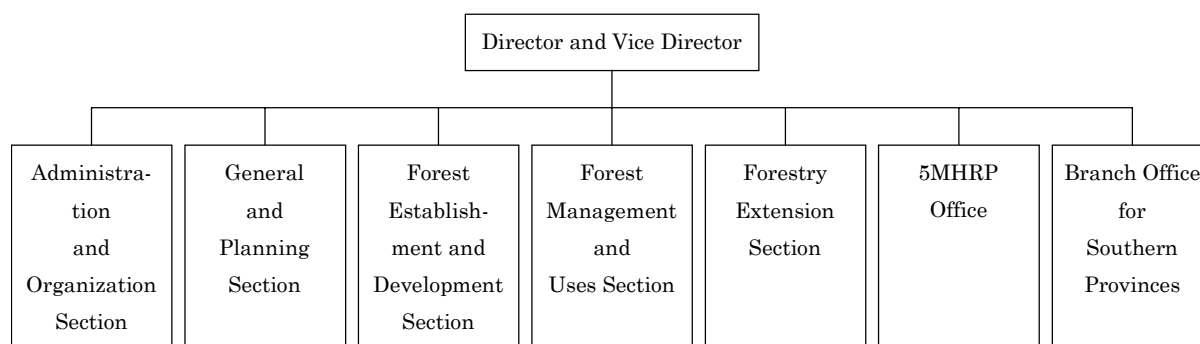 Director and Vice Director
Administra-
tion
and
Organization
Section
General
and
Planning
Section
Forest
Establish-
ment and
Development
Section
Forest
Management
and
Uses Section
Forestry
Extension
Section
5MHRP
Office
Branch Office
for
Southern
Provinces